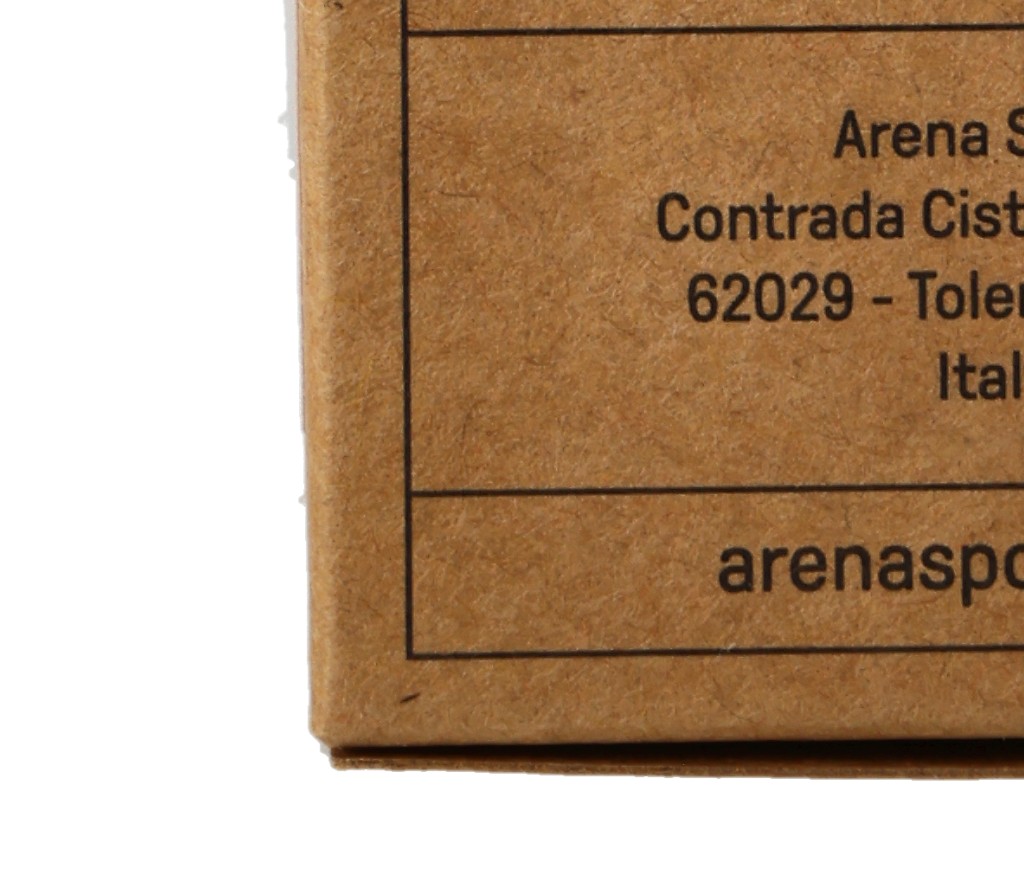 Arena S
Contrada Cist
62029 - Toler
Ital
arenaspo